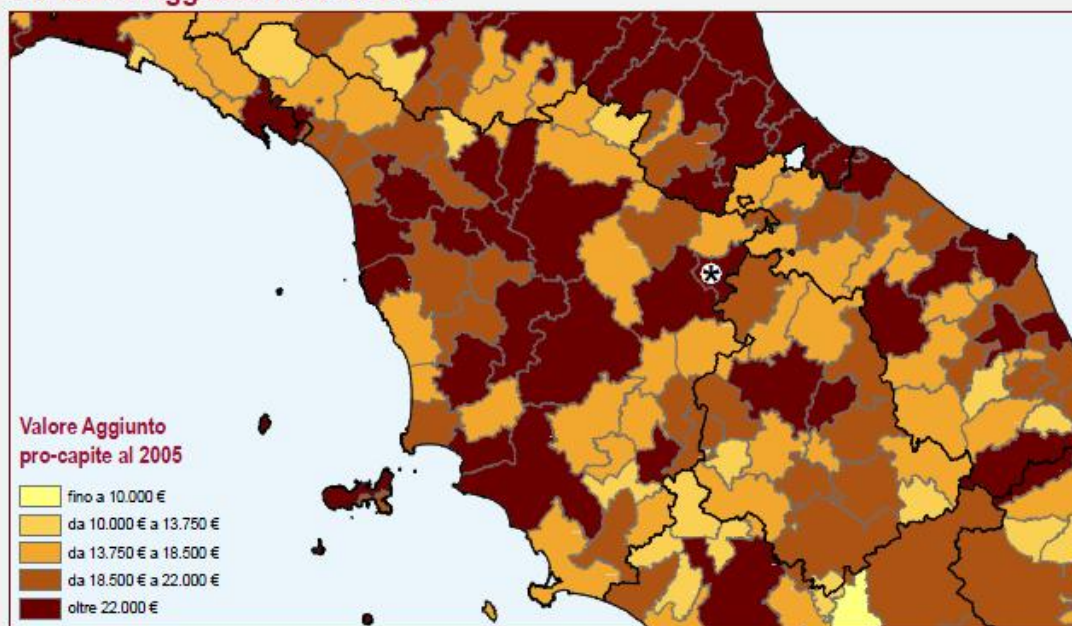 Valore Aggiunto
pro-capite al 2005
fino a 10.000 €
da 10.000 € a 13.750 €
da 13.750 € a 18.500 €
da 18.500 € a 22.000 €
oltre 22.000 €